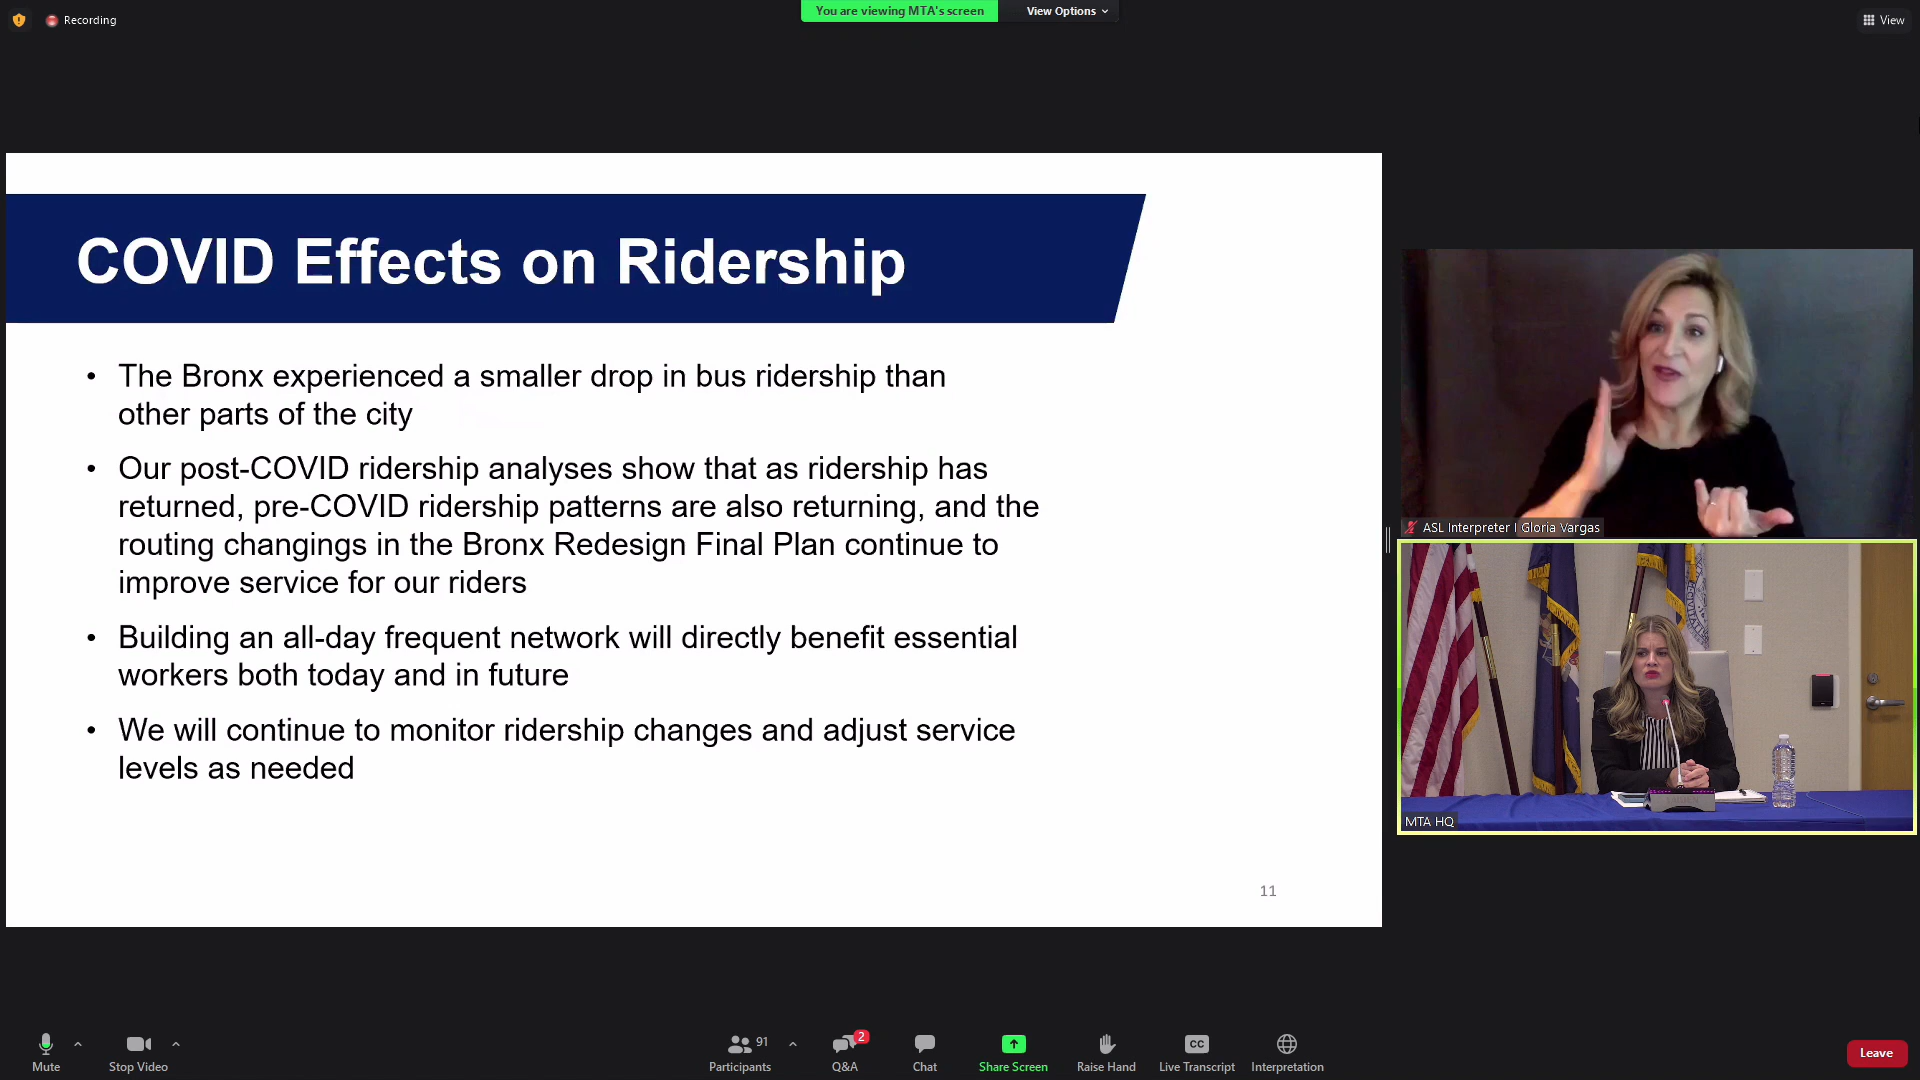 Recording
You are viewing MTA's screen
View Options
View
COVID Effects on Ridership
• The Bronx experienced a smaller drop in bus ridership than
other parts of the city
• Our post-COVID ridership analyses show that as ridership has
returned, pre-COVID ridership patterns are also returning, and the
routing changings in the Bronx Redesign Final Plan continue to
improve service for our riders
• Building an all-day frequent network will directly benefit essential
workers both today and in future
• We will continue to monitor ridership changes and adjust service
levels as needed
11
ASL Interpreter I Gloria Vargas
MTA HQ
Mute
Stop Video
91
Participants
2
Q&A
Chat
Share Screen
Raise Hand
CC
Live Transcript
Interpretation
Leave